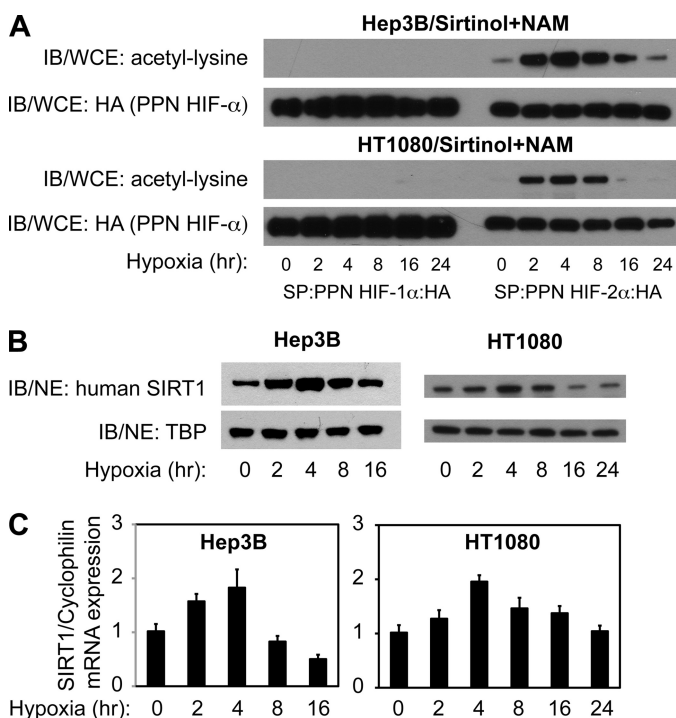 A
Hep3B/Sirtinol+NAM
IB/WCE: acetyl-lysine
IB/WCE: HA (PPN HIF-α)
HT1080/Sirtinol+NAM
IB/WCE: acetyl-lysine
IB/WCE: HA (PPN HIF-α)
Hypoxia (hr): 0 2 4 8 16 24 0 2 4 8 16 24
SP:PPN HIF-1α:HA SP:PPN HIF-2α:HA
B
Hep3B HT1080
IB/NE: human SIRT1
IB/NE: TBP
Hypoxia (hr): 0 2 4 8 16 0 2 4 8 16 24
C
SIRT1/Cyclophilin
mRNA expression
3
2
1
0
Hep3B
3
2
1
0
HT1080
Hypoxia (hr): 0 2 4 8 16 0 2 4 8 16 24